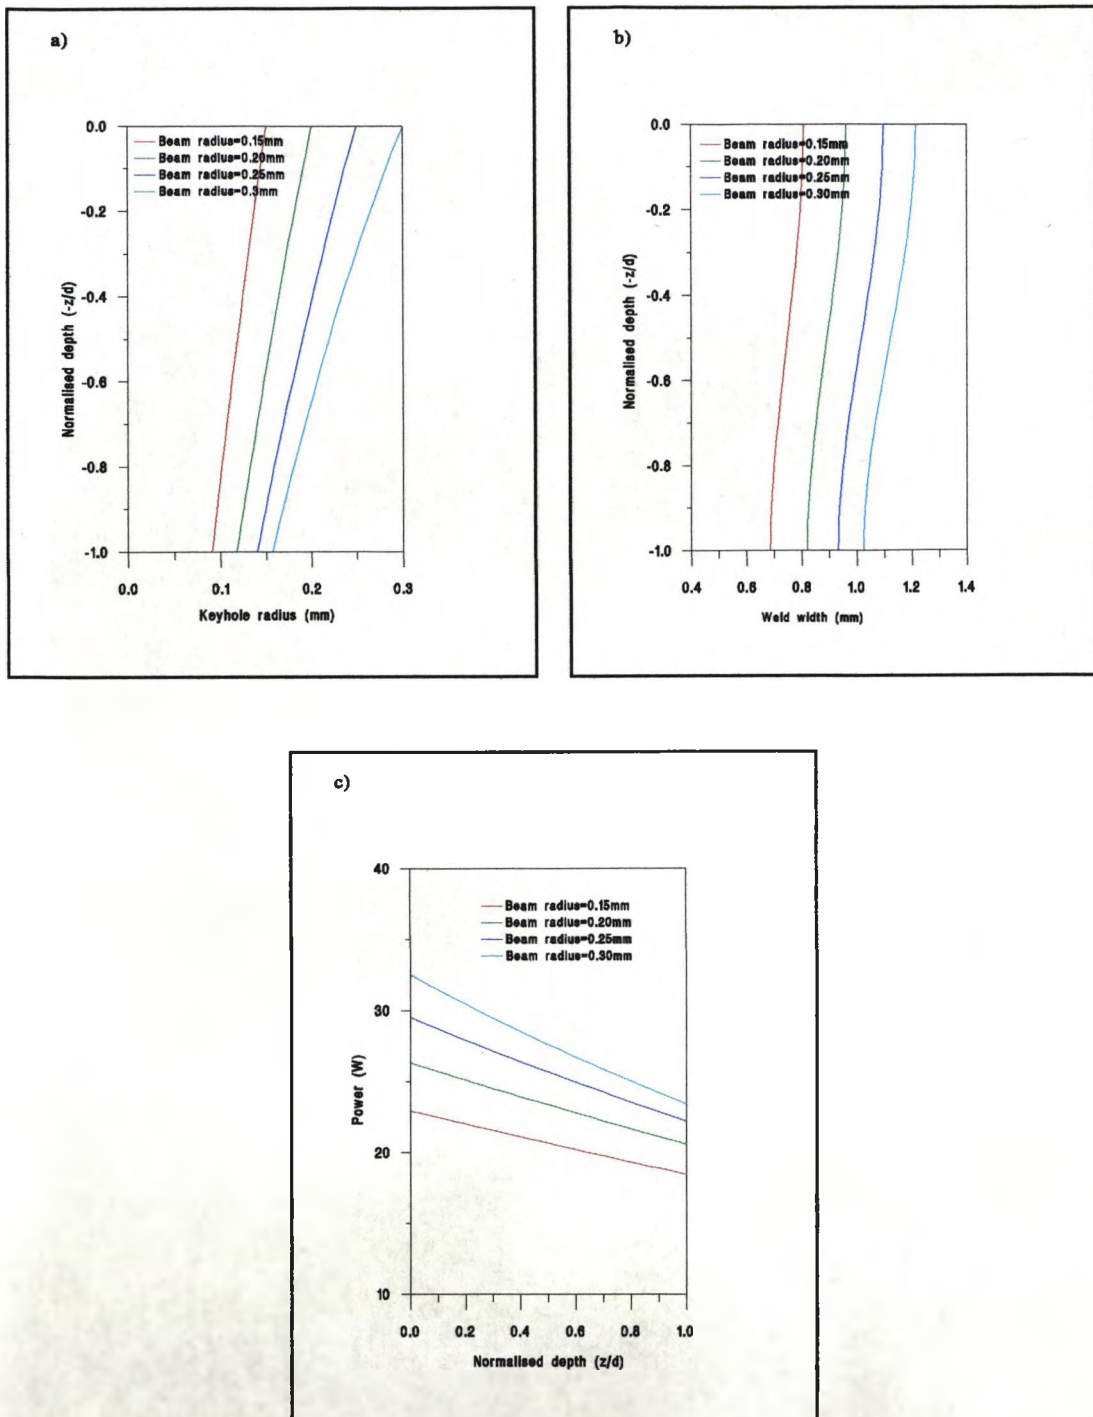 a)
0.0
-0.2
-0.4
-0.6
-0.8
-1.0
Normalised depth (-z/d)
Beam radius=0.15mm
Beam radius=0.20mm
Beam radius=0.25mm
Beam radius=0.3mm
0.0 0.1 0.2 0.3
Keyhole radius (mm)
b)
0.0
-0.2
-0.4
-0.6
-0.8
-1.0
Normalised depth (-z/d)
Beam radius=0.15mm
Beam radius=0.20mm
Beam radius=0.25mm
Beam radius=0.30mm
0.4 0.6 0.8 1.0 1.2 1.4
Weld width (mm)
c)
40
30
20
10
Power (W)
Beam radius=0.15mm
Beam radius=0.20mm
Beam radius=0.25mm
Beam radius=0.30mm
0.0 0.2 0.4 0.6 0.8 1.0
Normalised depth (z/d)